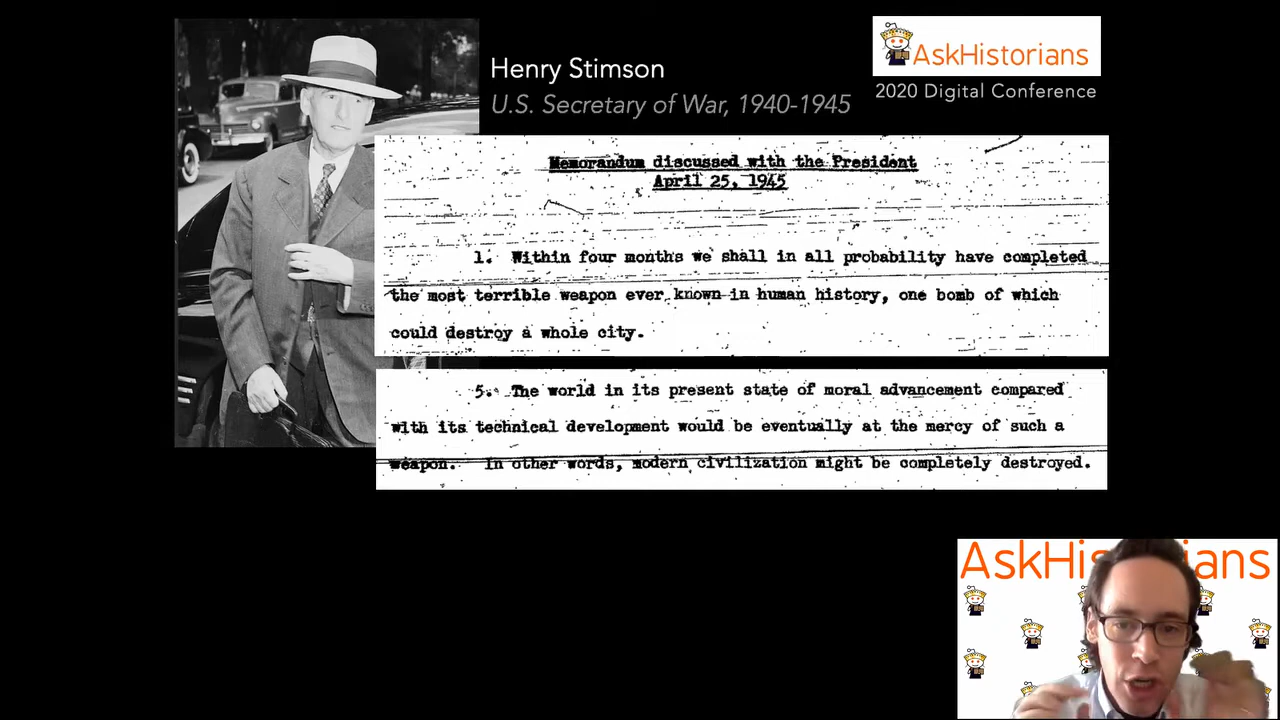 Henry Stimson
U.S. Secretary of War, 1940-1945
AskHistorians
2020 Digital Conference
Memorandum discussed with the President
April 25, 1945
1. Within four months we shall in all probability have completed
the most terrible weapon ever known in human history, one bomb of which
could destroy a whole city.
5. The world in its present state of moral advancement compared
with its technical development would be eventually at the mercy of such a
weapon. In other words, modern civilization might be completely destroyed.
AskHis ians